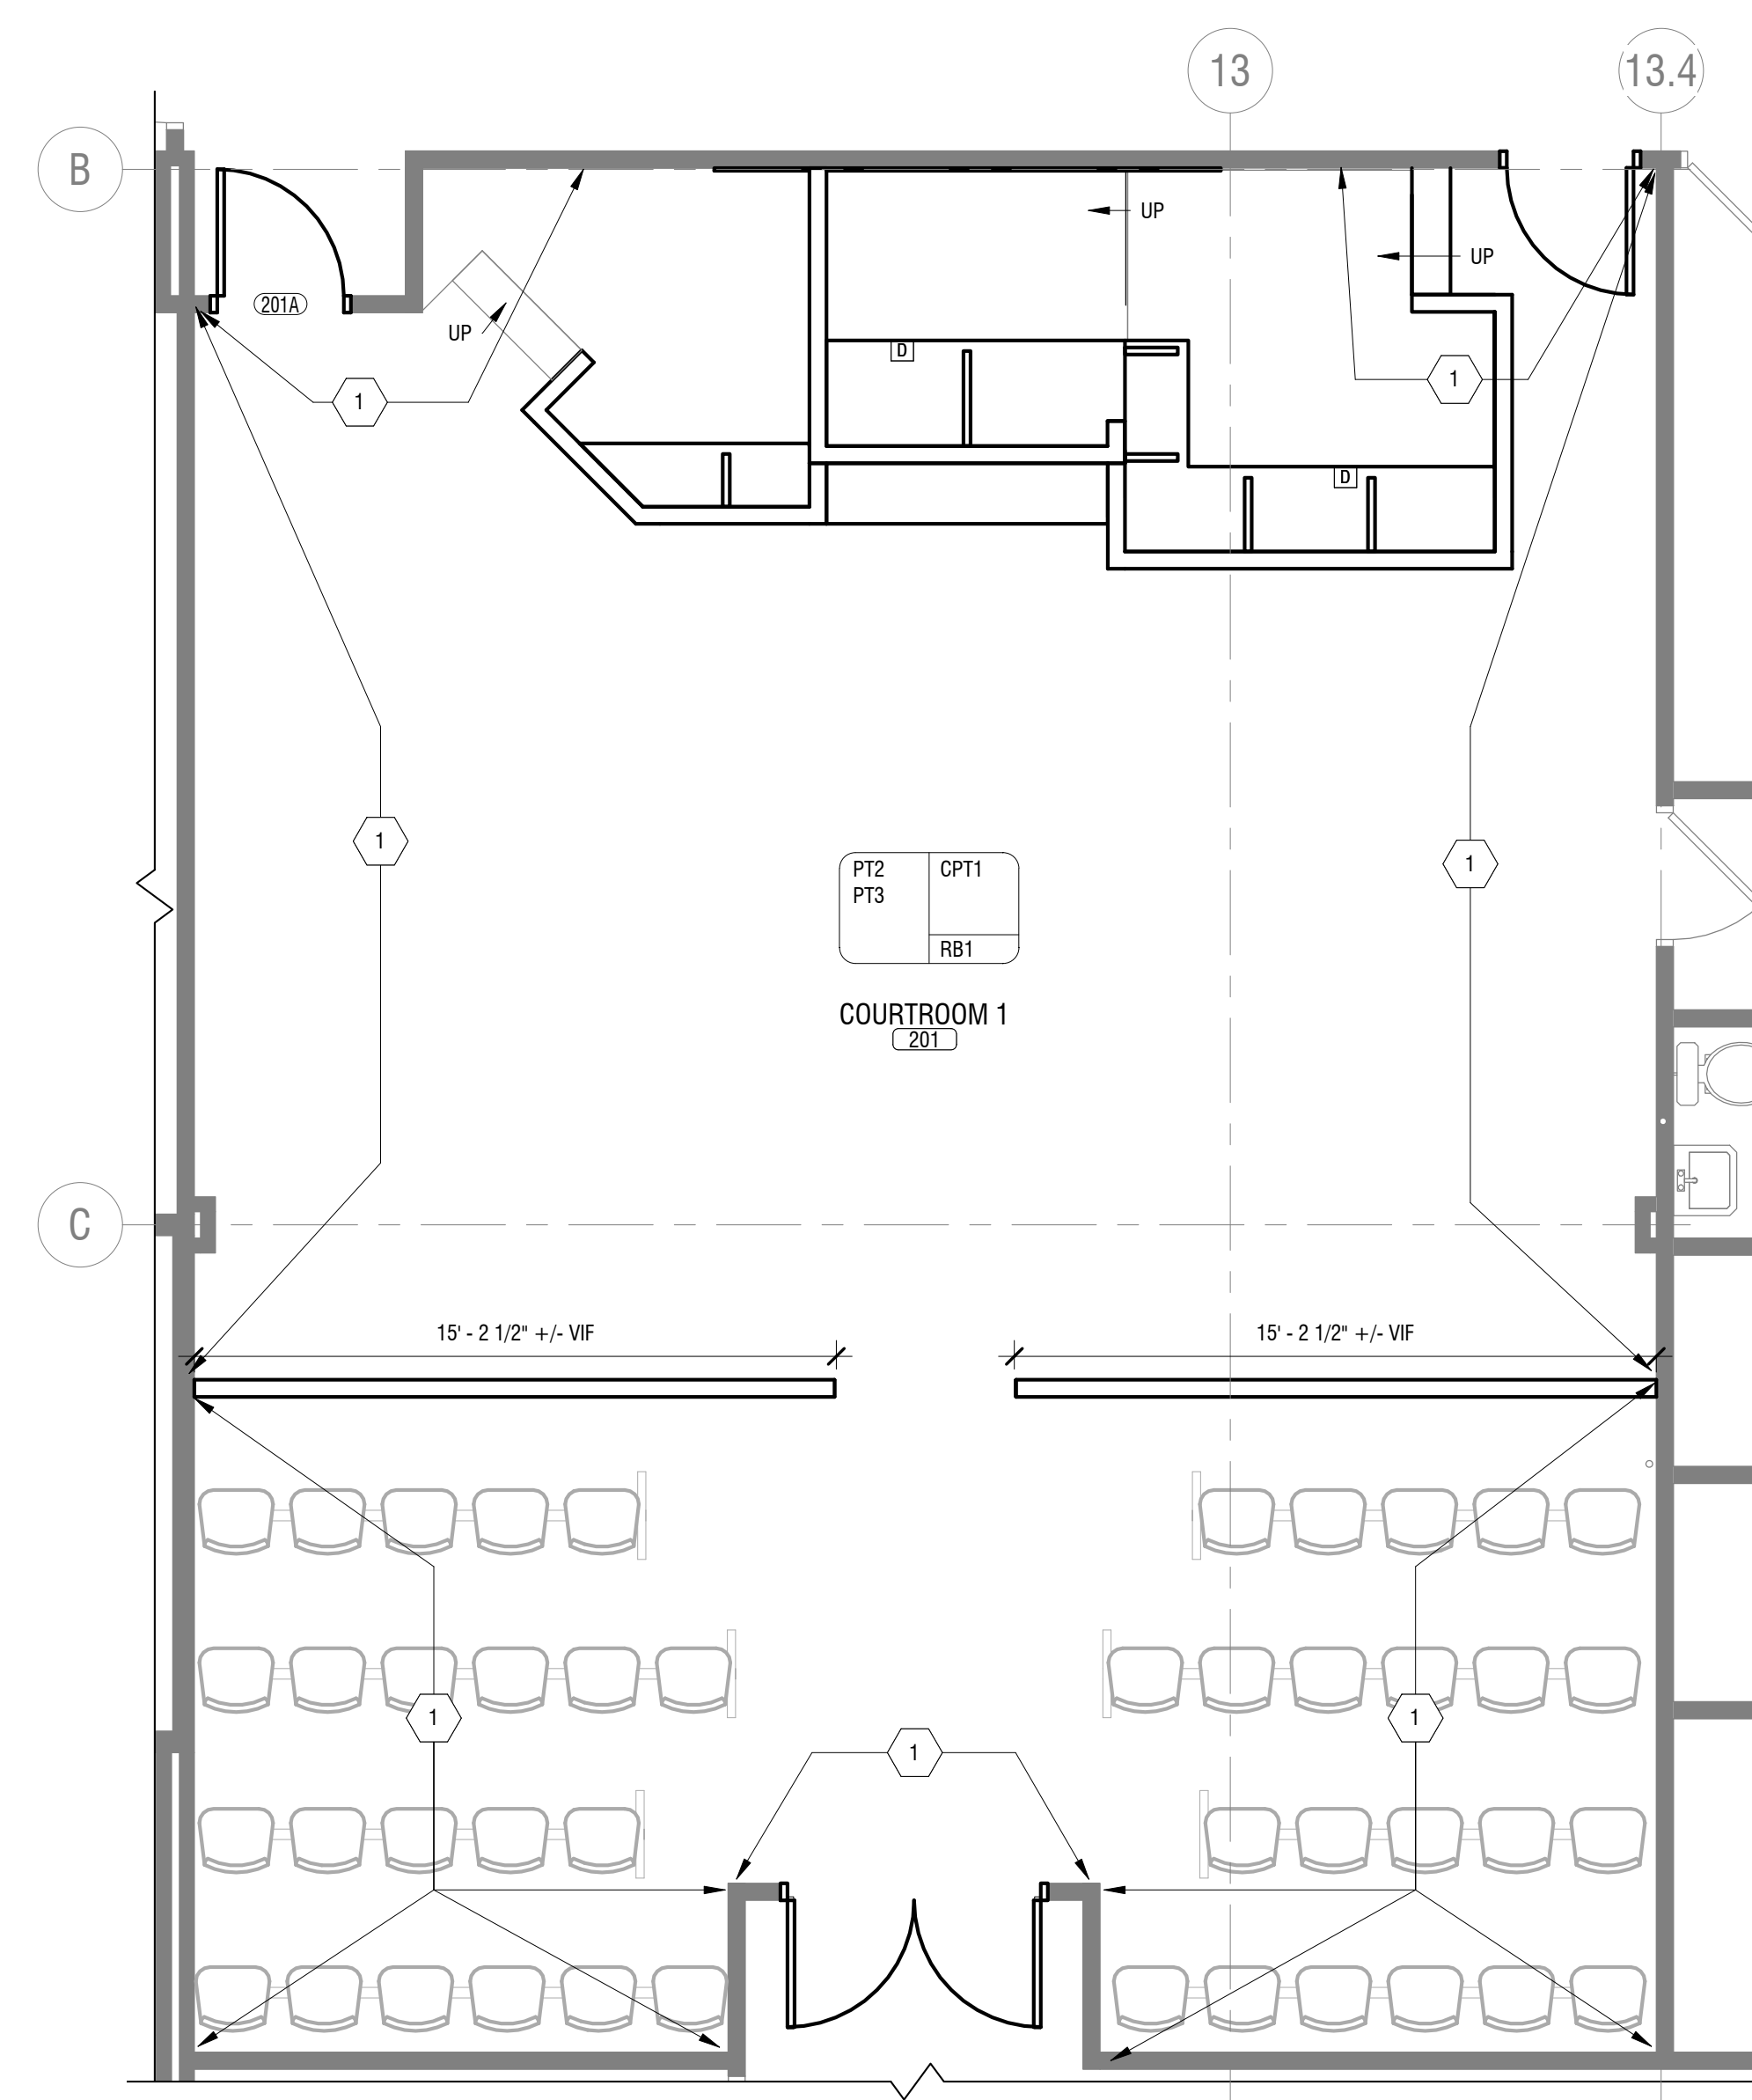 13
13.4
B
UP
UP
201A
UP
D
1
1
D
1
1
PT2
PT3
CPT1
RB1
COURTROOM 1
201
C
15' - 2 1/2" +/- VIF
15' - 2 1/2" +/- VIF
1
1
1